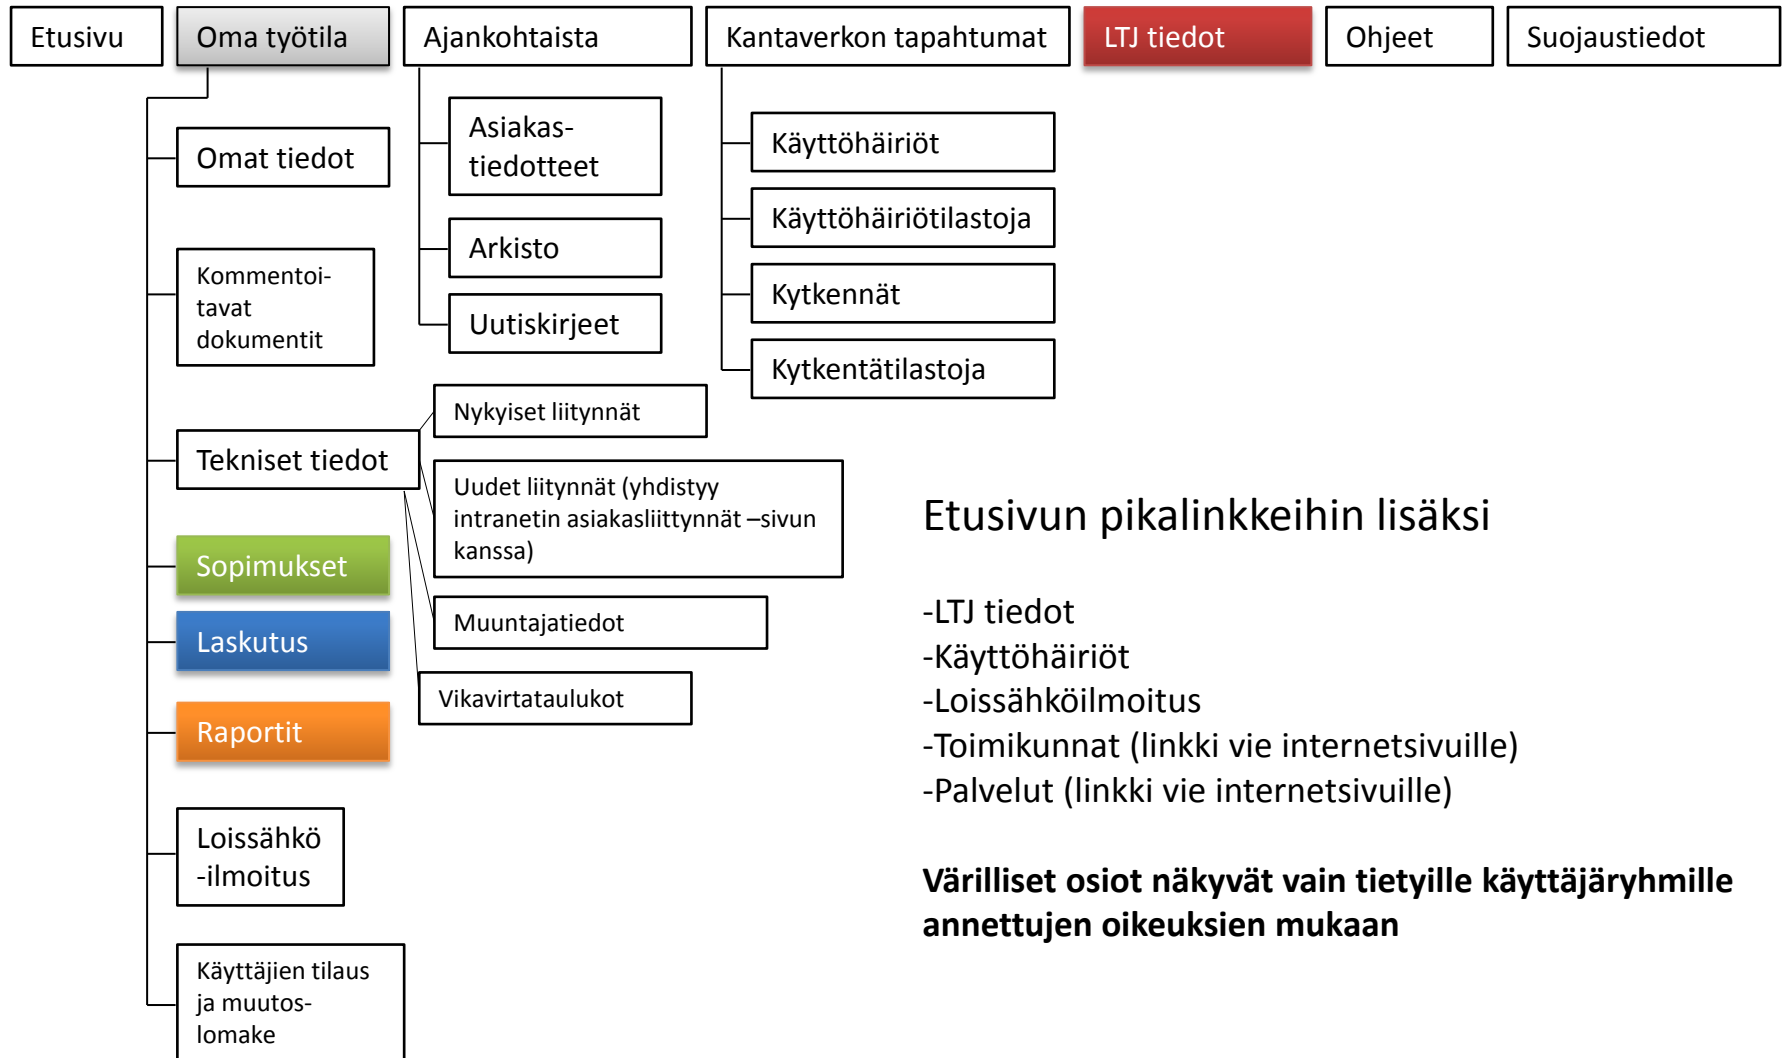 Etusivu
Oma työtila
Ajankohtaista
Kantaverkon tapahtumat
LTJ tiedot
Ohjeet
Suojaustiedot
Omat tiedot
Kommentoi-
tavat
dokumentit
Tekniset tiedot
Sopimukset
Laskutus
Raportit
Loissähkö
-ilmoitus
Käyttäjien tilaus
ja muutos-
lomake
Asiakas-
tiedotteet
Arkisto
Uutiskirjeet
Käyttöhäiriöt
Käyttöhäiriötilastoja
Kytkennät
Kytkentätilastoja
Nykyiset liitynnät
Uudet liitynnät (yhdistyy
intranetin asiakasliittynnät –sivun
kanssa)
Muuntajatiedot
Vikavirtataulukot
Etusivun pikalinkkeihin lisäksi
-LTJ tiedot
-Käyttöhäiriöt
-Loissähköilmoitus
-Toimikunnat (linkki vie internetsivuille)
-Palvelut (linkki vie internetsivuille)
Värilliset osiot näkyvät vain tietyille käyttäjäryhmille
annettujen oikeuksien mukaan